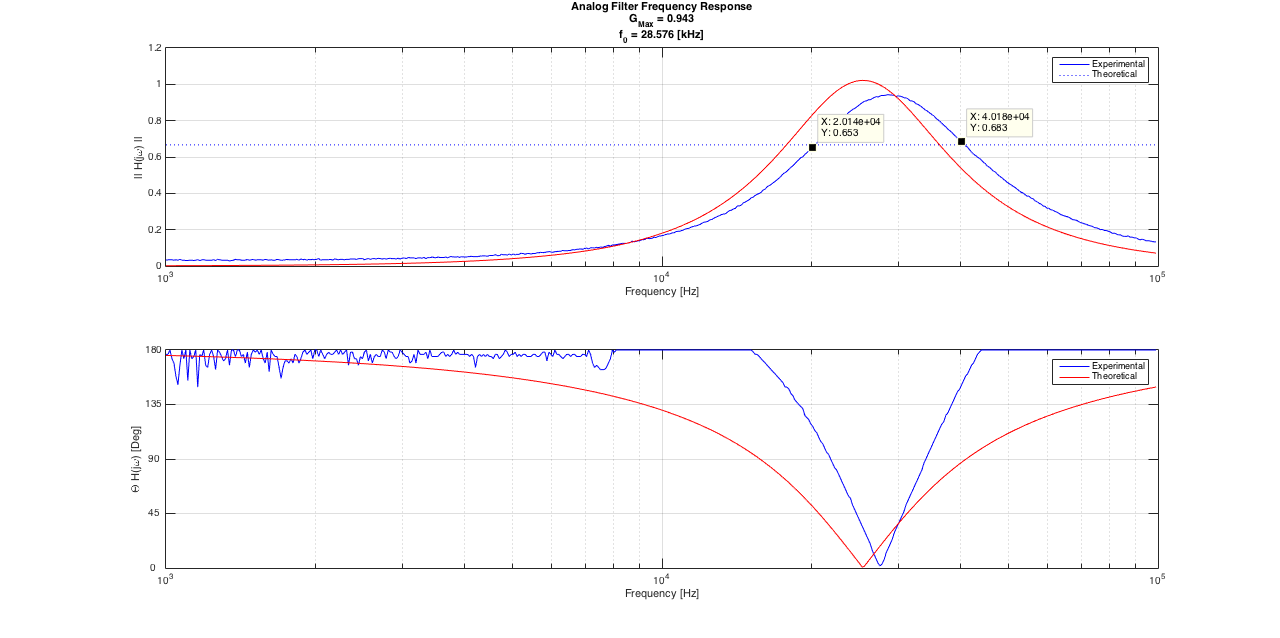 Analog Filter Frequency Response
G_Max = 0.943
f_0 = 28.576 [kHz]
|| H(jω) ||
1.2
1
0.8
0.6
0.4
0.2
0
Experimental
Theoretical
X: 2.014e+04
Y: 0.653
X: 4.018e+04
Y: 0.683
10^3
10^4
10^5
Frequency [Hz]
Θ H(jω) [Deg]
180
135
90
45
0
Experimental
Theoretical
10^3
10^4
10^5
Frequency [Hz]